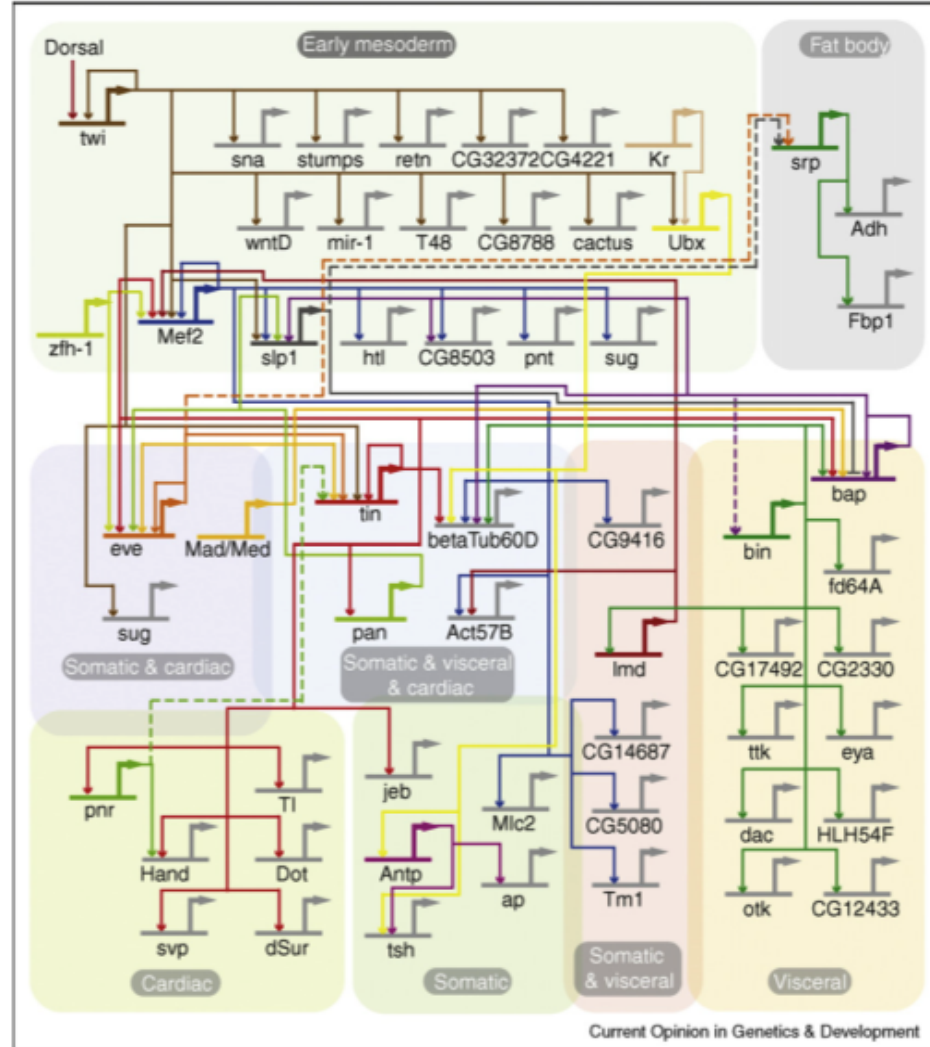 Early mesoderm
Fat body
Dorsal
twi
sna stumps retn CG32372 CG4221 Kr
srp
wntD mir-1 T48 CG8788 cactus Ubx
Adh
zfh-1 Mef2 slp1 htl CG8503 pnt sug
Fbp1
eve Mad/Med tin betaTub60D CG9416 bap
bin
fd64A
sug pan Act57B lmd CG17492 CG2330
Somatic & cardiac
Somatic & visceral
& cardiac
pnr Tl jeb CG14687 ttk eya
Mlc2 CG5080 dac HLH54F
Hand Dot Antp ap Tm1 otk CG12433
svp dSur tsh
Cardiac
Somatic
Somatic
& visceral
Visceral
Current Opinion in Genetics & Development